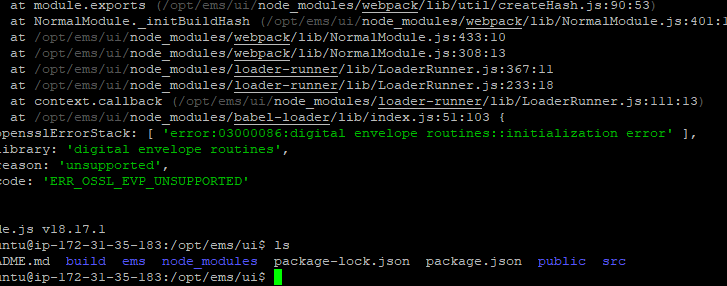 at module.exports (/opt/ems/ui/node_modules/webpack/lib/util/createHash.js:90:53)
at NormalModule._initBuildHash (/opt/ems/ui/node_modules/webpack/lib/NormalModule.js:401:1
at /opt/ems/ui/node_modules/webpack/lib/NormalModule.js:433:10
at /opt/ems/ui/node_modules/webpack/lib/NormalModule.js:308:13
at /opt/ems/ui/node_modules/loader-runner/lib/LoaderRunner.js:367:11
at /opt/ems/ui/node_modules/loader-runner/lib/LoaderRunner.js:233:18
at context.callback (/opt/ems/ui/node_modules/loader-runner/lib/LoaderRunner.js:111:13)
at /opt/ems/ui/node_modules/babel-loader/lib/index.js:51:103 {
opensslErrorStack: [ 'error:03000086:digital envelope routines::initialization error' ],
library: 'digital envelope routines',
reason: 'unsupported',
code: 'ERR_OSSL_EVP_UNSUPPORTED'
de.js v18.17.1
untu@ip-172-31-35-183:/opt/ems/ui$ ls
ADME.md build ems node_modules package-lock.json package.json public src
untu@ip-172-31-35-183:/opt/ems/ui$